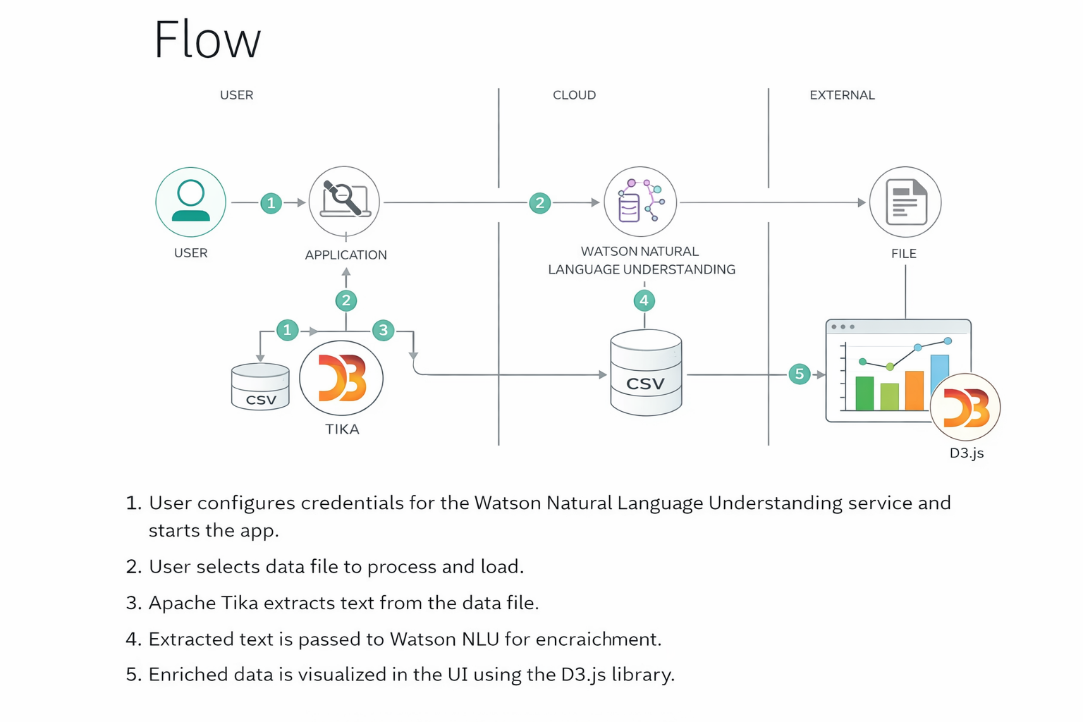 Flow
USER
CLOUD
EXTERNAL
1
2
USER
APPLICATION
WATSON NATURAL
LANGUAGE UNDERSTANDING
FILE
2
4
1
3
CSV
CSV
5
TIKA
D3.js
1. User configures credentials for the Watson Natural Language Understanding service and
starts the app.
2. User selects data file to process and load.
3. Apache Tika extracts text from the data file.
4. Extracted text is passed to Watson NLU for encraichment.
5. Enriched data is visualized in the UI using the D3.js library.